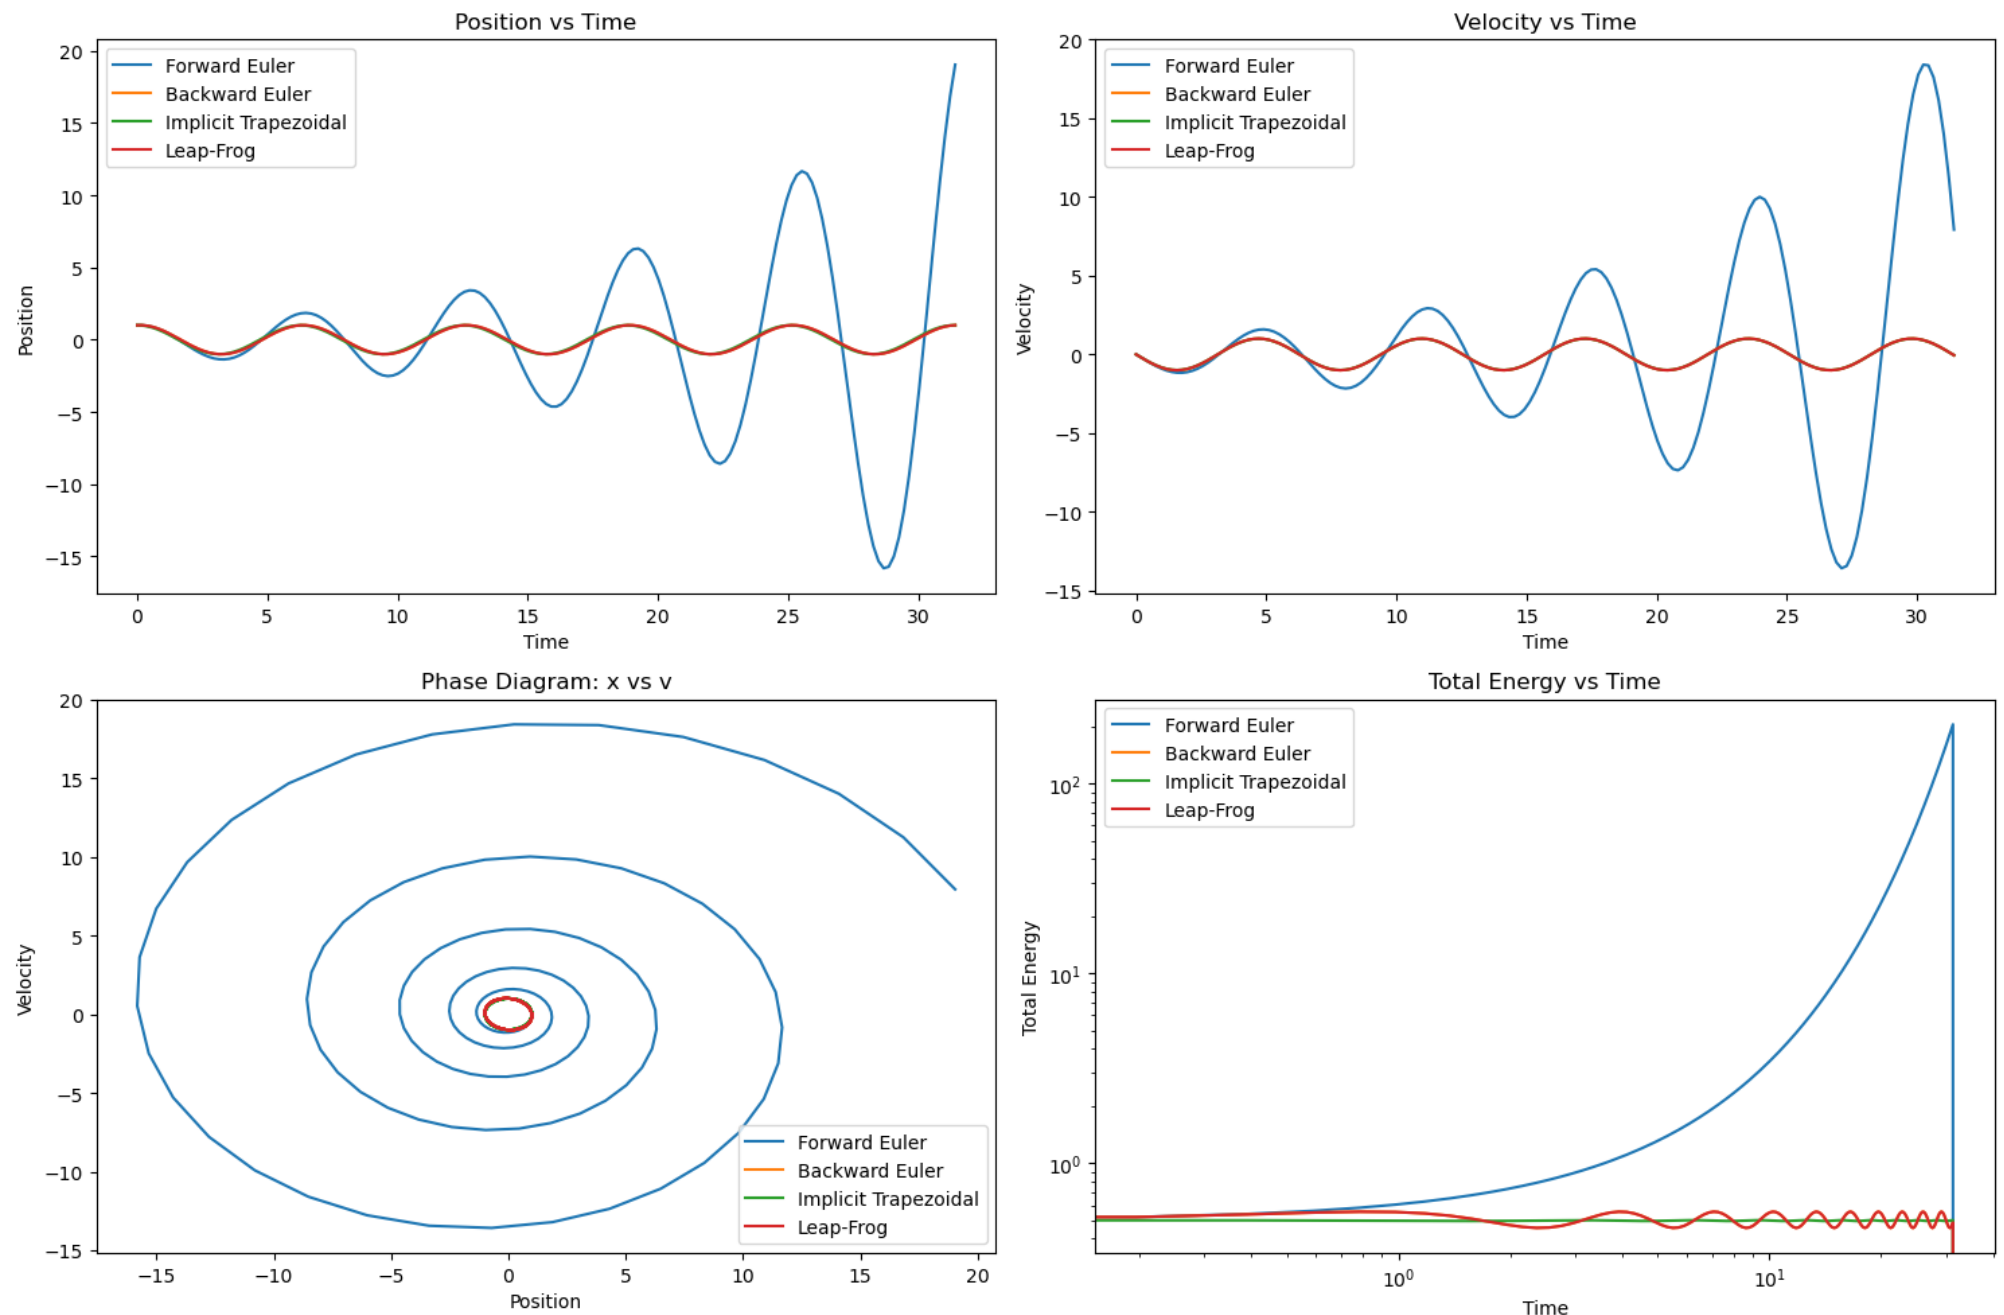 Position vs Time
Forward Euler
Backward Euler
Implicit Trapezoidal
Leap-Frog
20
15
10
5
0
−5
−10
−15
Position
0
5
10
15
20
25
30
Time
Velocity vs Time
Forward Euler
Backward Euler
Implicit Trapezoidal
Leap-Frog
20
15
10
5
0
−5
−10
−15
Velocity
0
5
10
15
20
25
30
Time
Phase Diagram: x vs v
20
15
10
5
0
−5
−10
−15
Velocity
Forward Euler
Backward Euler
Implicit Trapezoidal
Leap-Frog
−15
−10
−5
0
5
10
15
20
Position
Total Energy vs Time
Forward Euler
Backward Euler
Implicit Trapezoidal
Leap-Frog
10²
10¹
10⁰
Total Energy
10⁰
10¹
Time